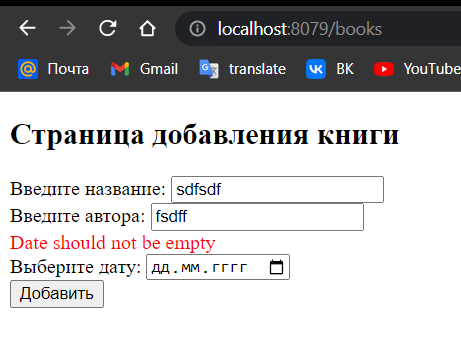 localhost:8079/books
Почта Gmail translate ВК YouTube
Страница добавления книги
Введите название: sdfsdf
Введите автора: fsdff
Date should not be empty
Выберите дату: дд.мм.гггг
Добавить